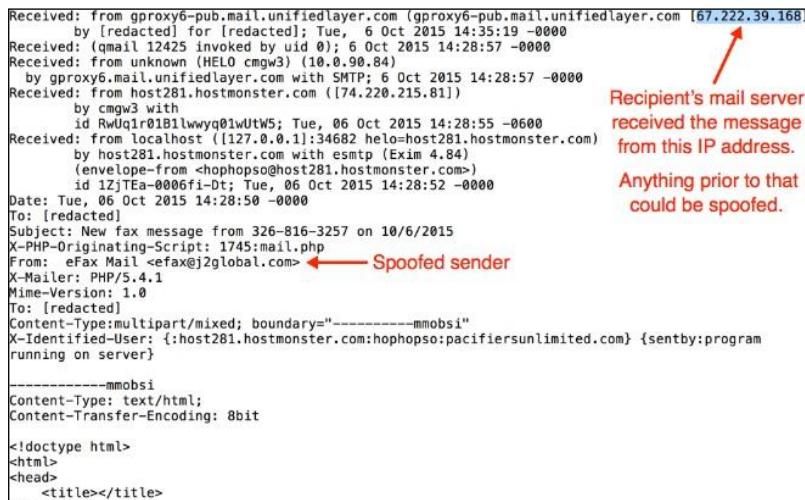 Received: from gproxy6-pub.mail.unifiedlayer.com (gproxy6-pub.mail.unifiedlayer.com [67.222.39.168]
by [redacted] for [redacted]; Tue,  6 Oct 2015 14:35:19 -0000
Received: (qmail 12425 invoked by uid 0); 6 Oct 2015 14:28:57 -0000
Received: from unknown (HELO cmgw3) (10.0.90.84)
by gproxy6.mail.unifiedlayer.com with SMTP; 6 Oct 2015 14:28:57 -0000
Received: from host281.hostmonster.com ([74.220.215.81])
by cmgw3 with
id RwUq1r01B1lwwyq01wUtW5; Tue, 06 Oct 2015 14:28:55 -0600
Received: from localhost ([127.0.0.1]:34682 helo=host281.hostmonster.com)
by host281.hostmonster.com with esmtp (Exim 4.84)
(envelope-from <hophopso@host281.hostmonster.com>)
id 1ZjTEa-0006fi-Dt; Tue, 06 Oct 2015 14:28:52 -0000
Date: Tue, 06 Oct 2015 14:28:50 -0000
To: [redacted]
Subject: New fax message from 326-816-3257 on 10/6/2015
X-PHP-Originating-Script: 1745:mail.php
From:  eFax Mail <efax@j2global.com>
X-Mailer: PHP/5.4.1
Mime-Version: 1.0
To: [redacted]
Content-Type:multipart/mixed; boundary="----------mmobsi"
X-Identified-User: {:host281.hostmonster.com:hophopso:pacifiersunlimited.com} {sentby:program
running on server}
------------mmobsi
Content-Type: text/html;
Content-Transfer-Encoding: 8bit
<!doctype html>
<html>
<head>
<title></title>
Recipient's mail server
received the message
from this IP address.
Anything prior to that
could be spoofed.
Spoofed sender